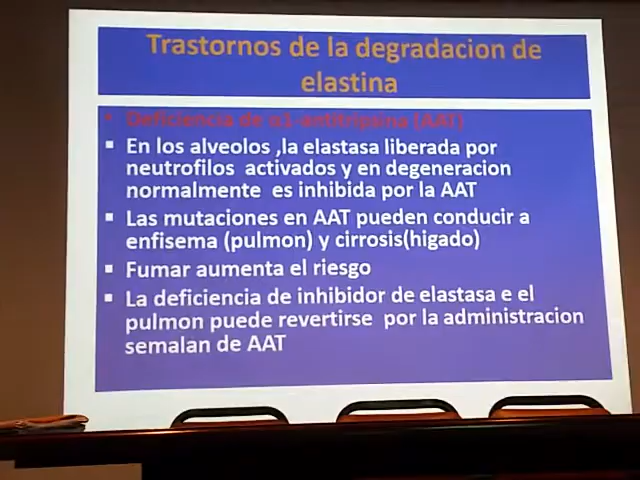 Trastornos de la degradacion de
elastina
• Deficiencia de α1-antitripsina (AAT)
▪ En los alveolos ,la elastasa liberada por
neutrofilos activados y en degeneracion
normalmente es inhibida por la AAT
▪ Las mutaciones en AAT pueden conducir a
enfisema (pulmon) y cirrosis(higado)
▪ Fumar aumenta el riesgo
▪ La deficiencia de inhibidor de elastasa e el
pulmon puede revertirse por la administracion
semalan de AAT